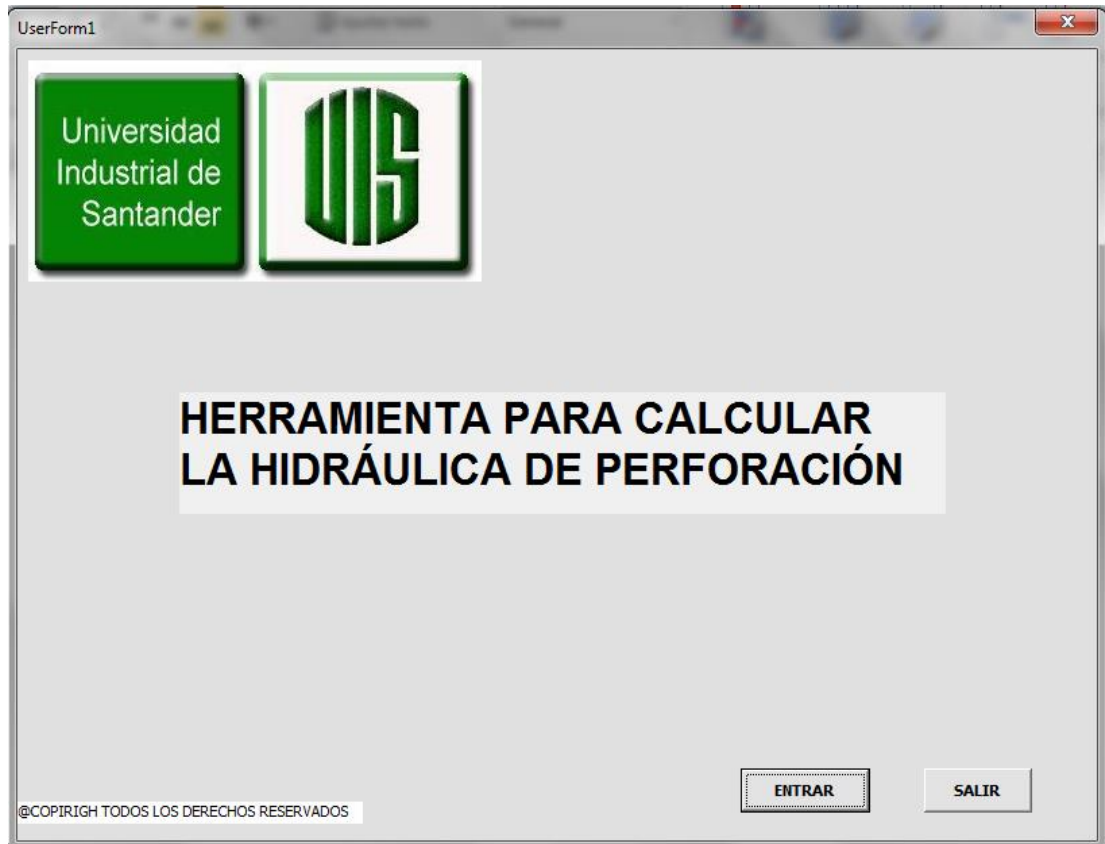 UserForm1
Universidad
Industrial de
Santander
UIS
HERRAMIENTA PARA CALCULAR
LA HIDRÁULICA DE PERFORACIÓN
ENTRAR
SALIR
@COPIRIGH TODOS LOS DERECHOS RESERVADOS